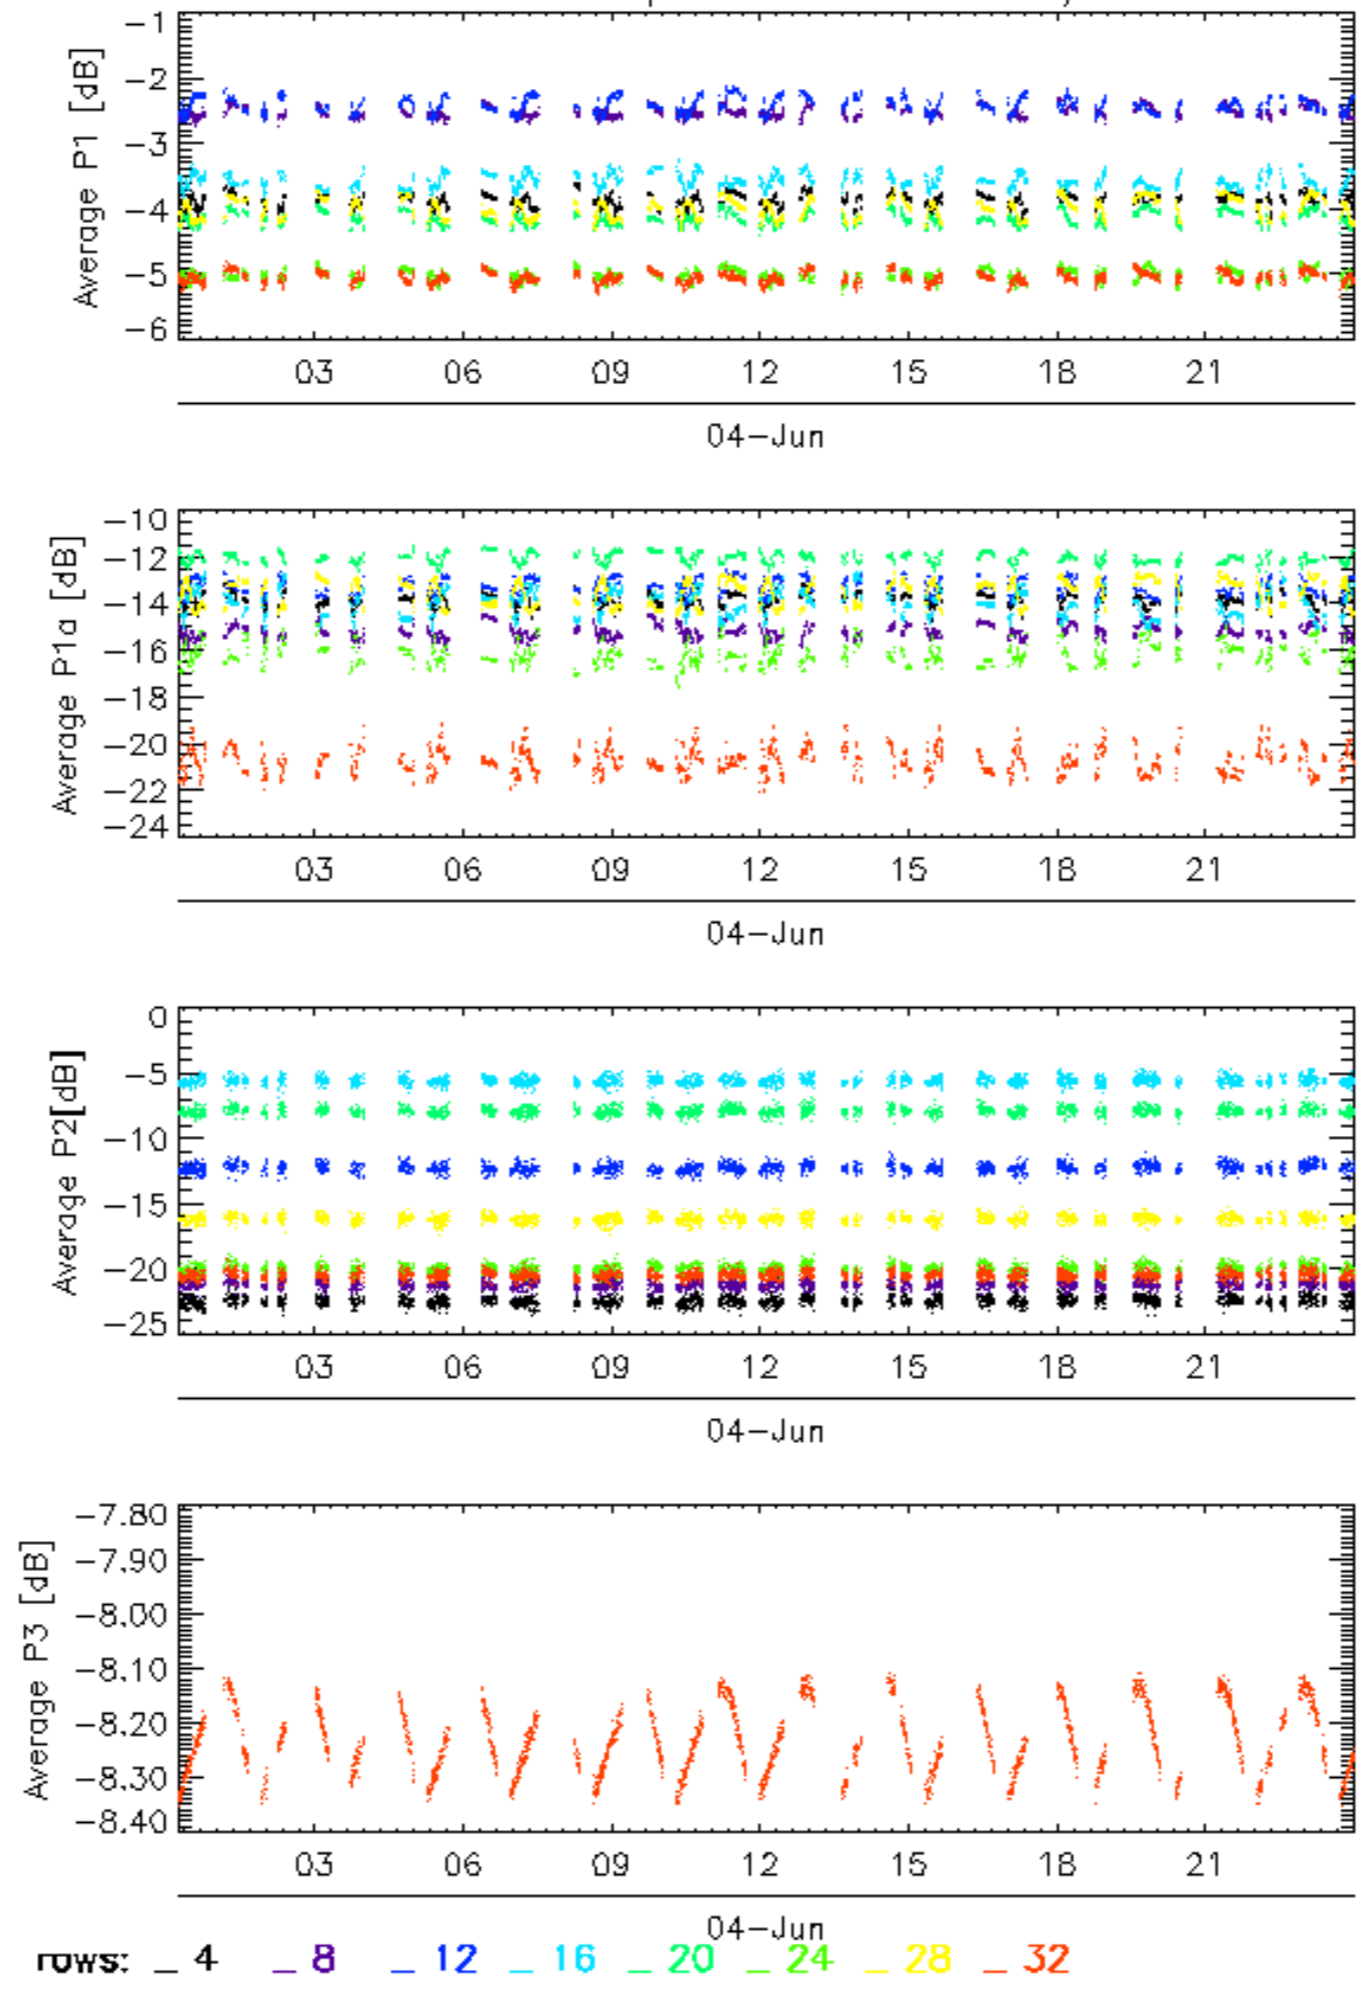 Average P1 [dB]
-1
-2
-3
-4
-5
-6
03 06 09 12 15 18 21
04-Jun
Average P1a [dB]
-10
-12
-14
-16
-18
-20
-22
-24
03 06 09 12 15 18 21
04-Jun
Average P2[dB]
0
-5
-10
-15
-20
-25
03 06 09 12 15 18 21
04-Jun
Average P3 [dB]
-7.80
-7.90
-8.00
-8.10
-8.20
-8.30
-8.40
03 06 09 12 15 18 21
04-Jun
rows: _ 4 _ 8 _ 12 _ 16 _ 20 _ 24 _ 28 _ 32